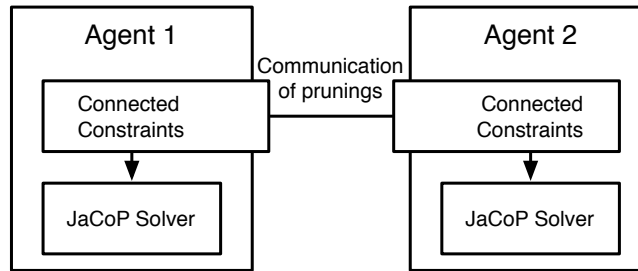 Agent 1
Connected
Constraints
JaCoP Solver
Communication
of prunings
Agent 2
Connected
Constraints
JaCoP Solver